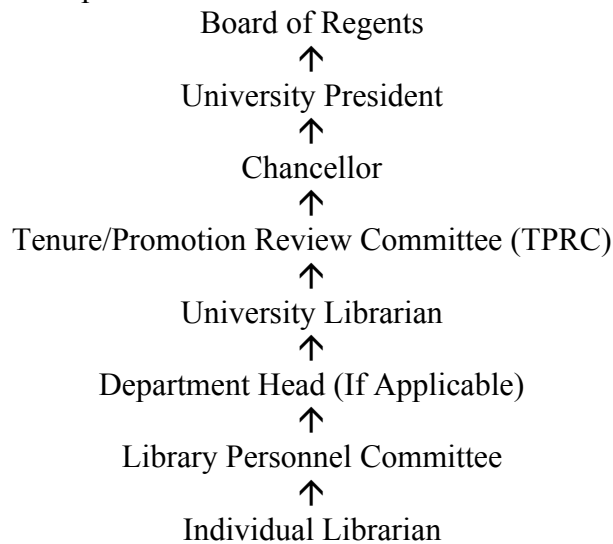 Board of Regents
↑
University President
↑
Chancellor
↑
Tenure/Promotion Review Committee (TPRC)
↑
University Librarian
↑
Department Head (If Applicable)
↑
Library Personnel Committee
↑
Individual Librarian